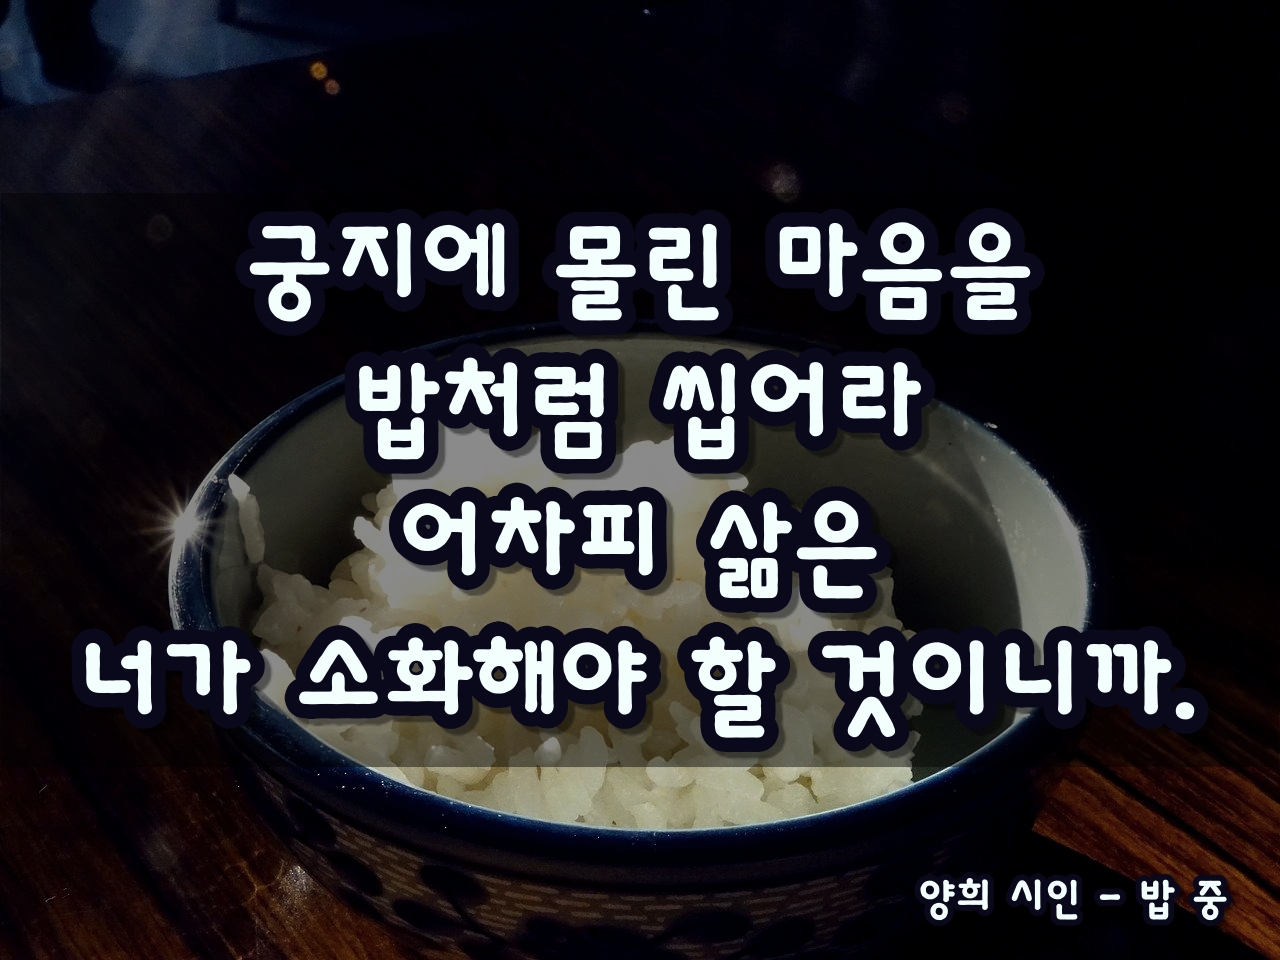 궁지에 몰린 마음을
밥처럼 씹어라
어차피 삶은
너가 소화해야 할 것이니까.
양희 시인 - 밥 중